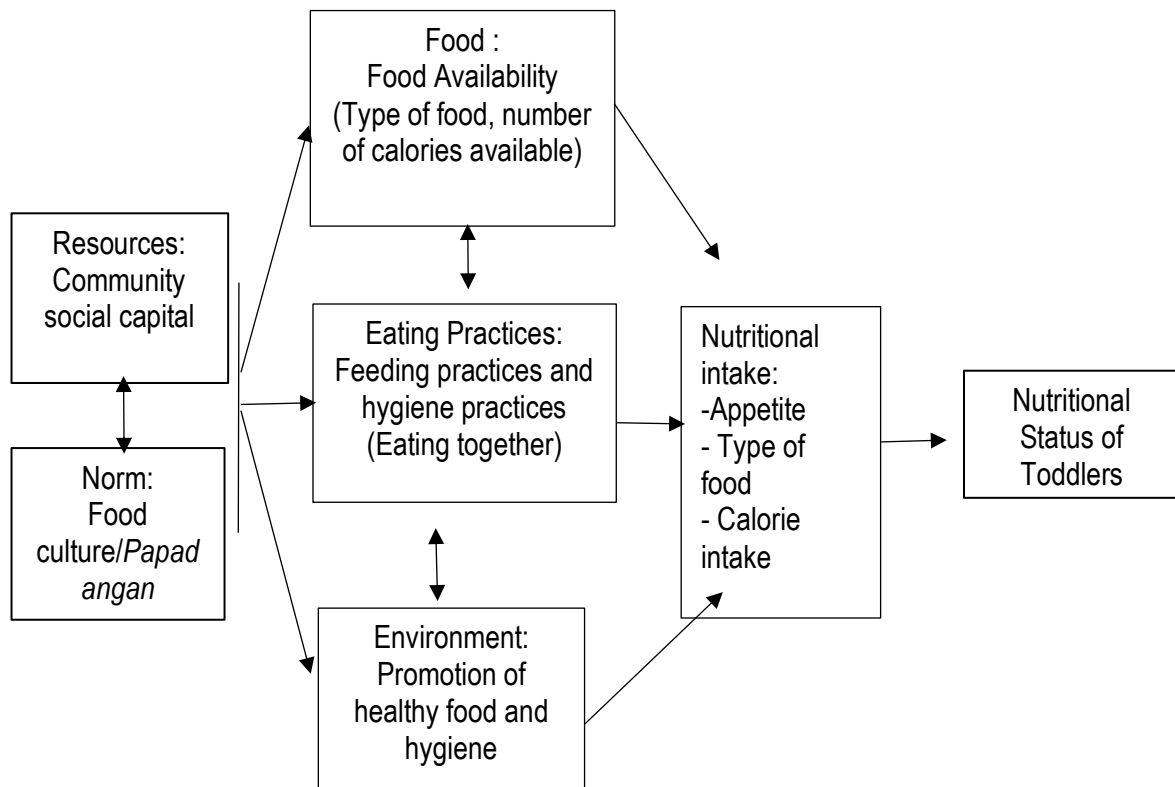 Food :
Food Availability
(Type of food, number
of calories available)
Resources:
Community
social capital
Eating Practices:
Feeding practices and
hygiene practices
(Eating together)
Nutritional
intake:
-Appetite
- Type of
food
- Calorie
intake
Nutritional
Status of
Toddlers
Norm:
Food
culture/Papad
angan
Environment:
Promotion of
healthy food and
hygiene